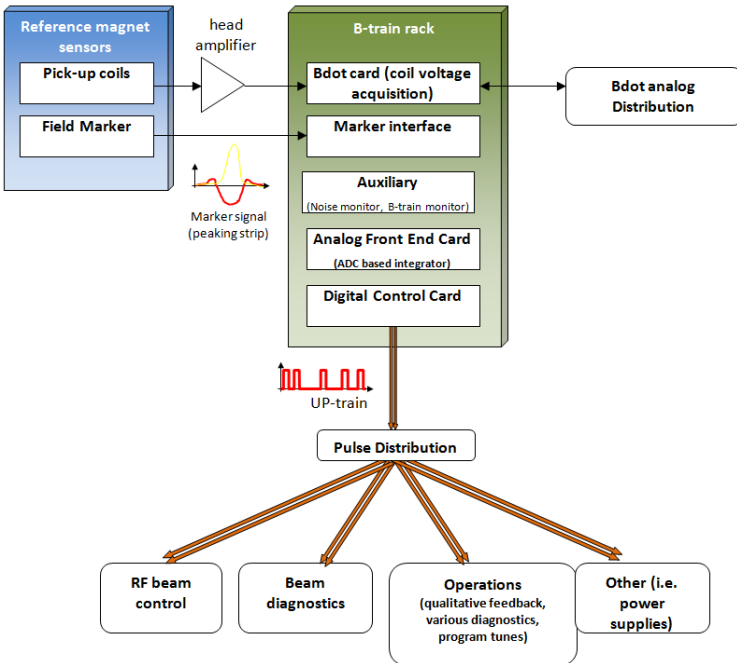 Reference magnet
sensors
Pick-up coils
Field Marker
head
amplifier
Marker signal
(peaking strip)
B-train rack
Bdot card (coil voltage
acquisition)
Marker interface
Auxiliary
(Noise monitor, B-train monitor)
Analog Front End Card
(ADC based integrator)
Digital Control Card
Bdot analog
Distribution
UP-train
Pulse Distribution
RF beam
control
Beam
diagnostics
Operations
(qualitative feedback,
various diagnostics,
program tunes)
Other (i.e.
power
supplies)